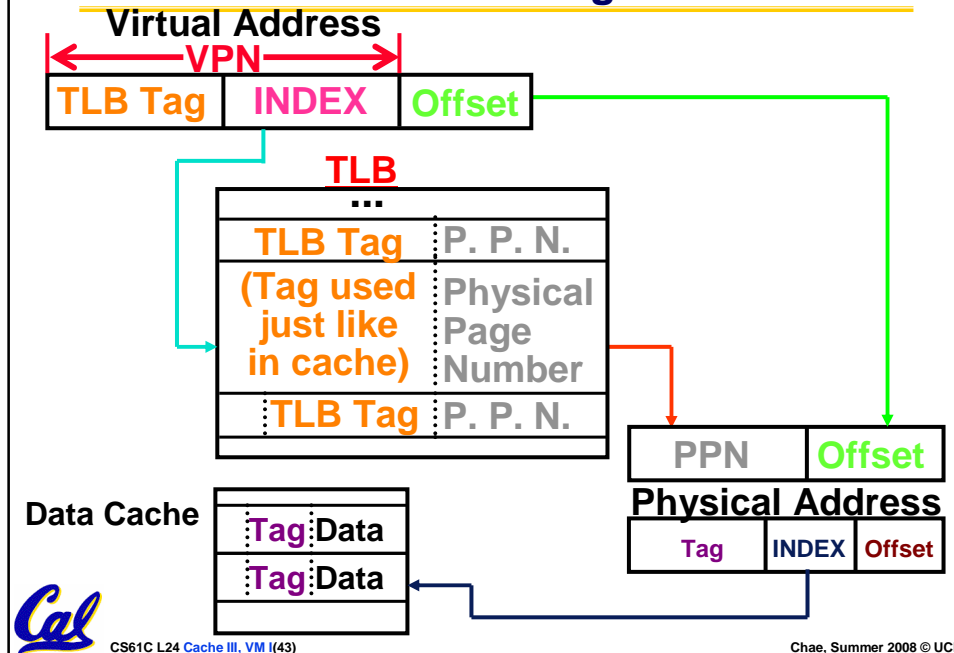 Virtual Address
VPN
TLB Tag INDEX Offset
TLB
...
TLB Tag P. P. N.
(Tag used just like in cache) Physical Page Number
TLB Tag P. P. N.
PPN Offset
Physical Address
Tag INDEX Offset
Data Cache
Tag Data
Tag Data
Cal
CS61C L24 Cache III, VM I(43)
Chae, Summer 2008 © UC